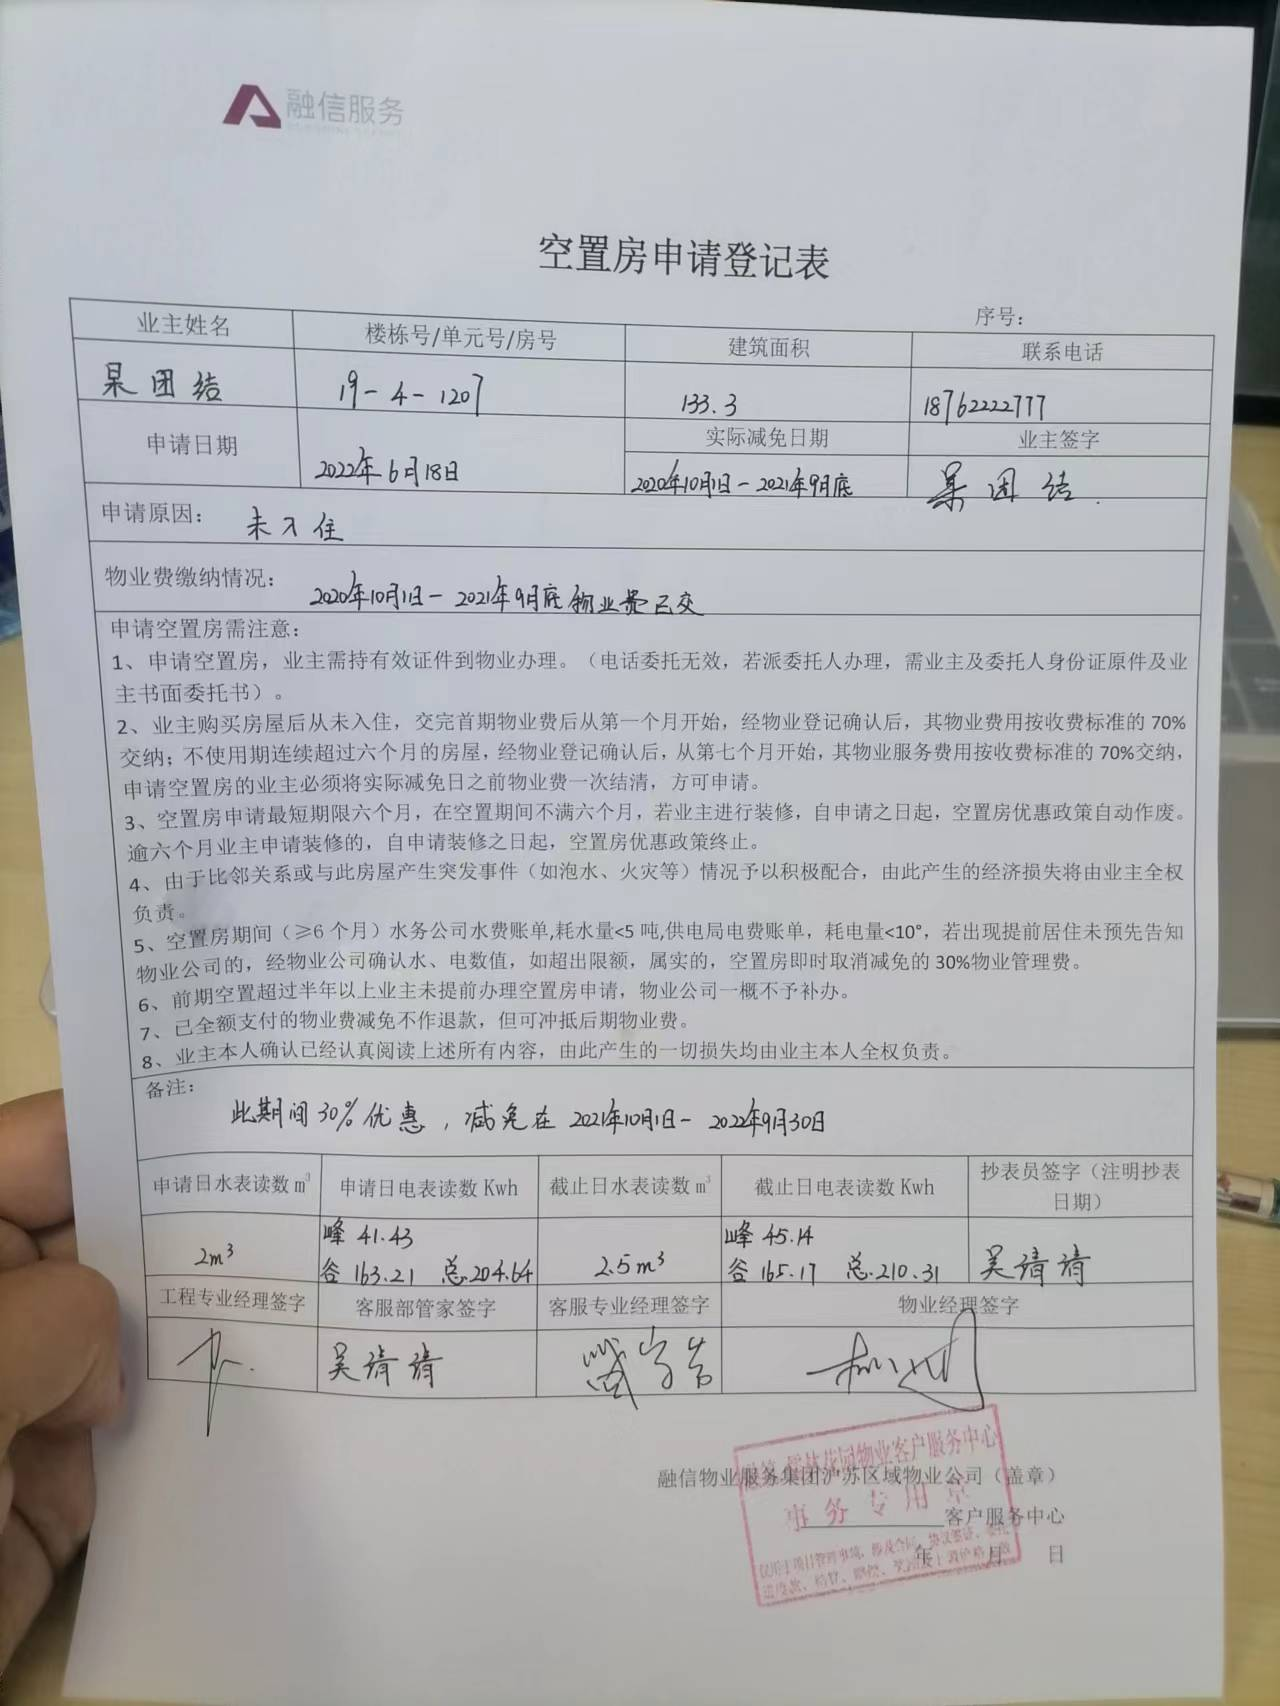 融信服务
空置房申请登记表
序号：
业主姓名
楼栋号/单元号/房号
建筑面积
联系电话
杲团结
19-4-1207
133.3
18762222777
申请日期
2022年6月18日
实际减免日期
业主签字
2020年10月1日-2021年9月底
杲团结
申请原因：未入住
物业费缴纳情况：2020年10月1日-2021年9月底物业费已交
申请空置房需注意：
1、申请空置房，业主需持有效证件到物业办理。（电话委托无效，若派委托人办理，需业主及委托人身份证原件及业
主书面委托书）。
2、业主购买房屋后从未入住，交完首期物业费后从第一个月开始，经物业登记确认后，其物业费用按收费标准的70%
交纳；不使用期连续超过六个月的房屋，经物业登记确认后，从第七个月开始，其物业服务费用按收费标准的70%交纳，
申请空置房的业主必须将实际减免日之前物业费一次结清，方可申请。
3、空置房申请最短期限六个月，在空置期间不满六个月，若业主进行装修，自申请之日起，空置房优惠政策自动作废。
逾六个月业主申请装修的，自申请装修之日起，空置房优惠政策终止。
4、由于比邻关系或与此房屋产生突发事件（如泡水、火灾等）情况予以积极配合，由此产生的经济损失将由业主全权
负责。
5、空置房期间（≥6个月）水务公司水费账单,耗水量<5吨,供电局电费账单，耗电量<10°，若出现提前居住未预先告知
物业公司的，经物业公司确认水、电数值，如超出限额，属实的，空置房即时取消减免的30%物业管理费。
6、前期空置超过半年以上业主未提前办理空置房申请，物业公司一概不予补办。
7、已全额支付的物业费减免不作退款，但可冲抵后期物业费。
8、业主本人确认已经认真阅读上述所有内容，由此产生的一切损失均由业主本人全权负责。
备注：
此期间30%优惠，减免在2021年10月1日-2022年9月30日
申请日水表读数m³
申请日电表读数Kwh
截止日水表读数m³
截止日电表读数Kwh
抄表员签字（注明抄表
日期）
2m³
峰41.43
谷163.21 总.204.64
2.5m³
峰45.14
谷165.17 总.210.31
吴靖靖
工程专业经理签字
客服部管家签字
客服专业经理签字
物业经理签字
吴靖靖
花园物业客户服务中心
融信物业服务集团沪苏区域物业公司（盖章）
事务专用章
客户服务中心
年 月 日